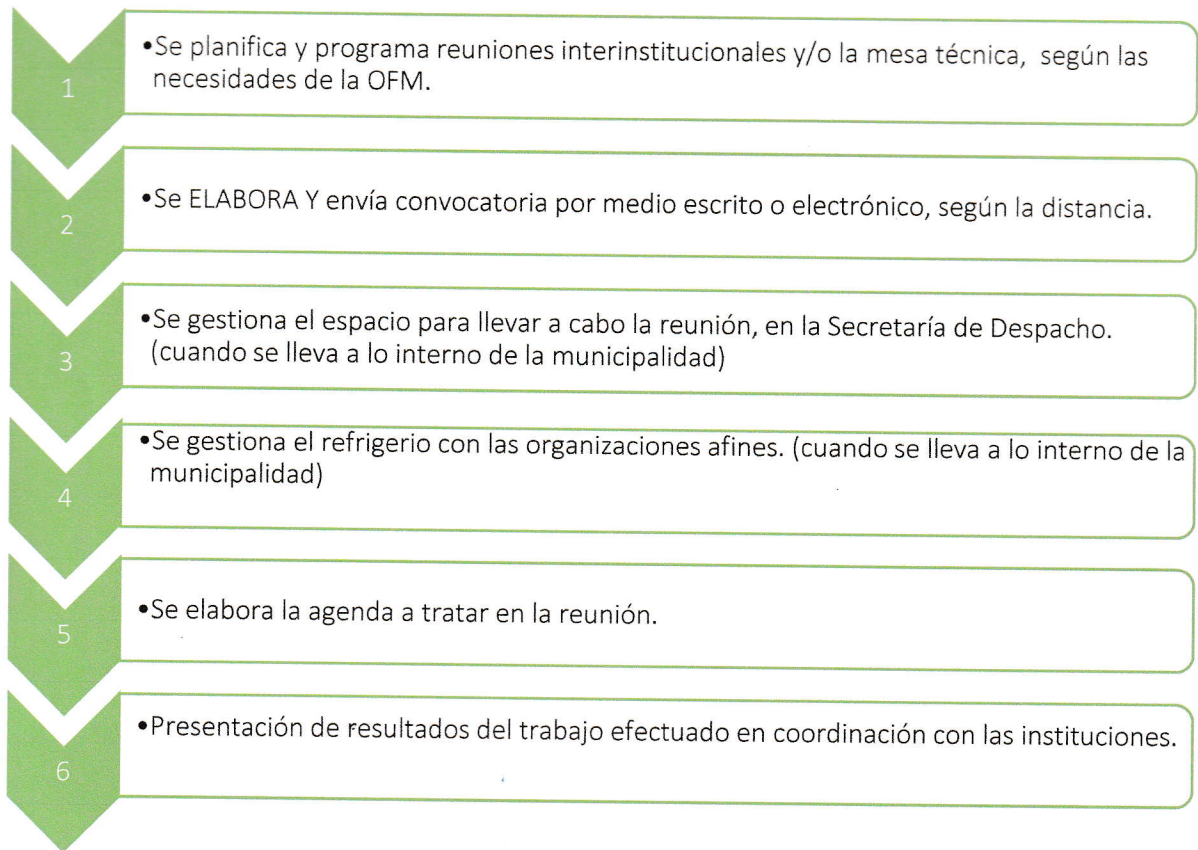 1
•Se planifica y programa reuniones interinstitucionales y/o la mesa técnica, según las
necesidades de la OFM.
2
•Se ELABORA Y envía convocatoria por medio escrito o electrónico, según la distancia.
3
•Se gestiona el espacio para llevar a cabo la reunión, en la Secretaría de Despacho.
(cuando se lleva a lo interno de la municipalidad)
4
•Se gestiona el refrigerio con las organizaciones afines. (cuando se lleva a lo interno de la
municipalidad)
5
•Se elabora la agenda a tratar en la reunión.
6
•Presentación de resultados del trabajo efectuado en coordinación con las instituciones.